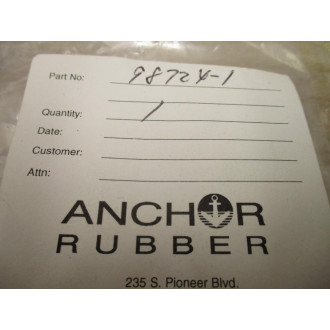 Part No: 98724-1
Quantity: 1
Date:
Customer:
Attn:
ANCHOR
RUBBER
235 S. Pioneer Blvd.